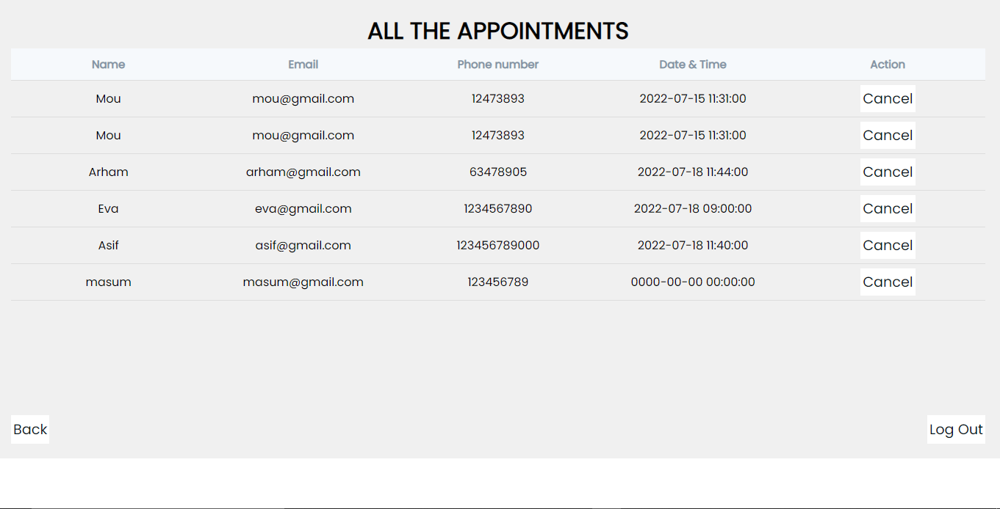 ALL THE APPOINTMENTS
Name Email Phone number Date & Time Action
Mou mou@gmail.com 12473893 2022-07-15 11:31:00 Cancel
Mou mou@gmail.com 12473893 2022-07-15 11:31:00 Cancel
Arham arham@gmail.com 63478905 2022-07-18 11:44:00 Cancel
Eva eva@gmail.com 1234567890 2022-07-18 09:00:00 Cancel
Asif asif@gmail.com 123456789000 2022-07-18 11:40:00 Cancel
masum masum@gmail.com 123456789 0000-00-00 00:00:00 Cancel
Back Log Out